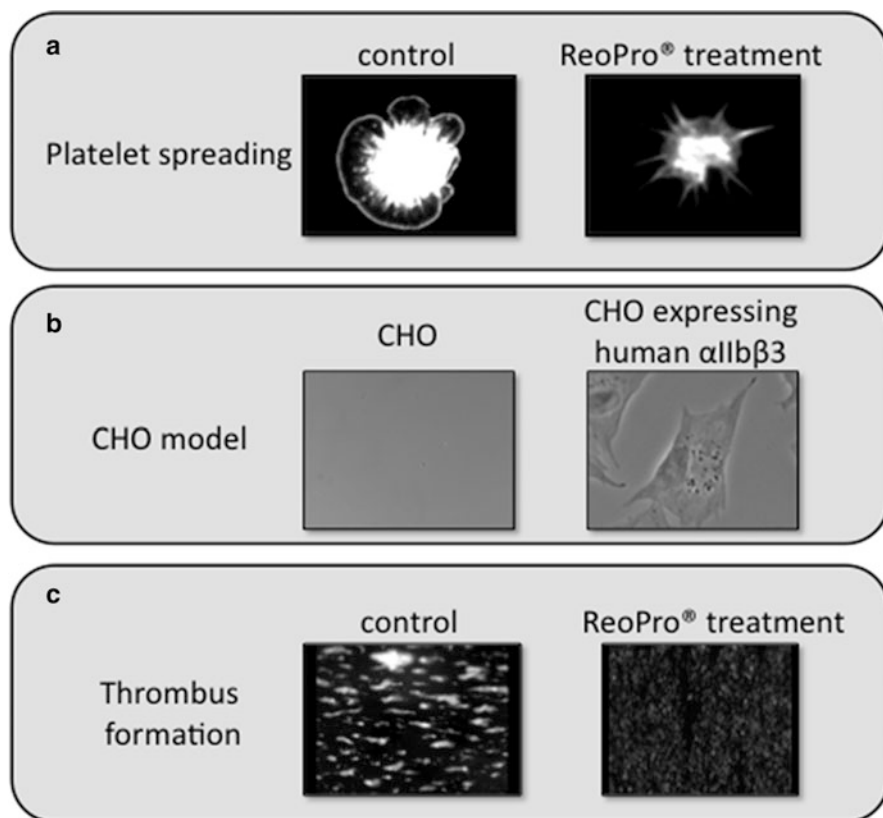 a
control
ReoPro® treatment
Platelet spreading
b
CHO
CHO expressing
human αIIbβ3
CHO model
c
control
ReoPro® treatment
Thrombus
formation